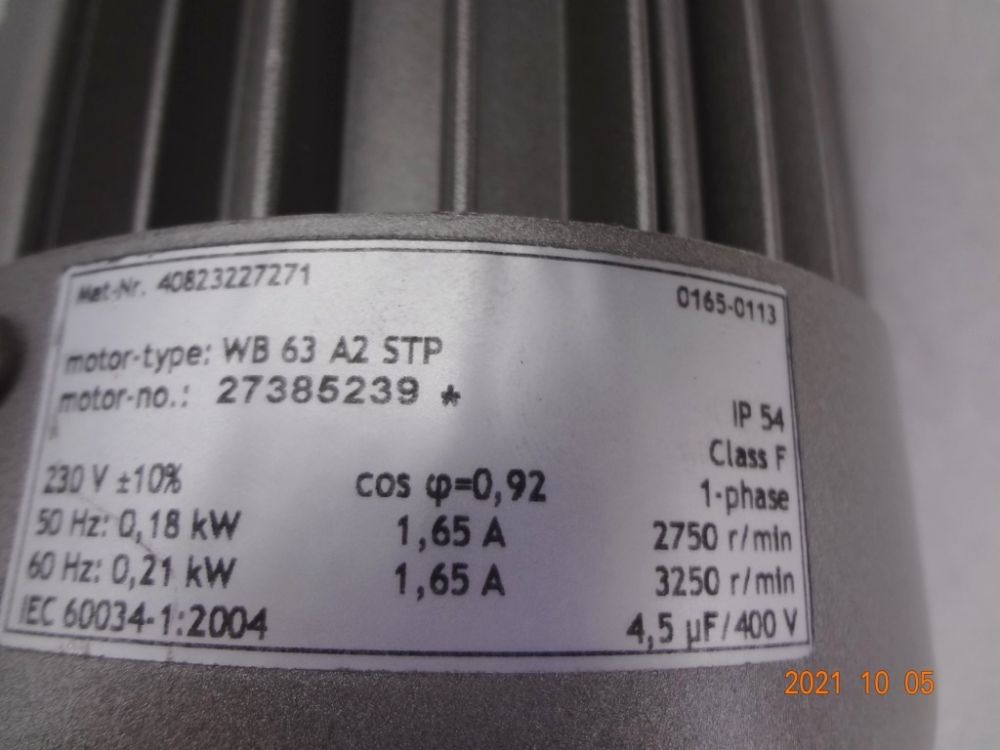 Mat-Nr. 40823227271 0165-0113
motor-type: WB 63 A2 STP
motor-no.: 27385239 *
IP 54
Class F
230 V ±10% cos φ=0,92 1-phase
50 Hz: 0,18 kW 1,65 A 2750 r/min
60 Hz: 0,21 kW 1,65 A 3250 r/min
IEC 60034-1:2004 4,5 µF/400 V
2021 10 05